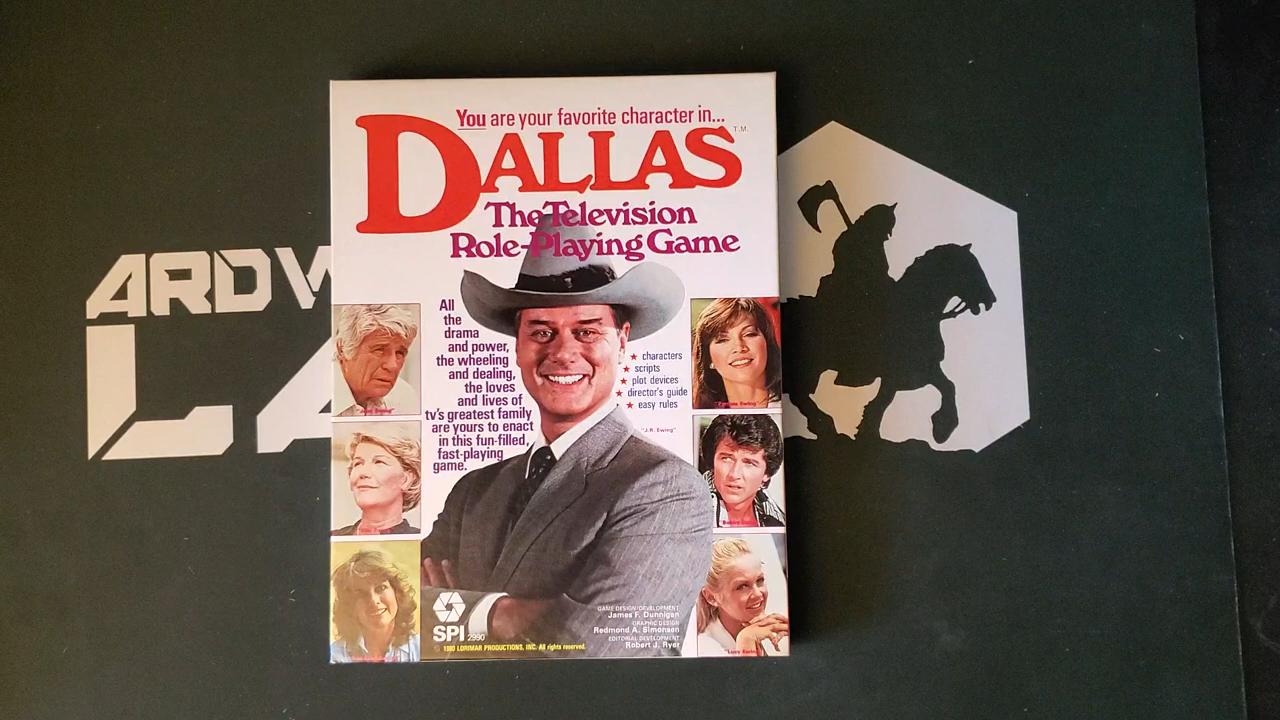 You are your favorite character in...
DALLAS T.M.
The Television
Role-Playing Game
All
the
drama
and power,
the wheeling
and dealing,
the loves
and lives of
tv's greatest family
are yours to enact
in this fun-filled,
fast-playing
game.
★ characters
★ scripts
★ plot devices
★ director's guide
★ easy rules
"J.R. Ewing"
"Lucy Ewing"
SPI 2990
© 1980 LORIMAR PRODUCTIONS, INC. All rights reserved.
GAME DESIGN/DEVELOPMENT
James F. Dunnigan
GRAPHIC DESIGN
Redmond A. Simonsen
EDITORIAL DEVELOPMENT
Robert J. Ryer
ARDW
LA